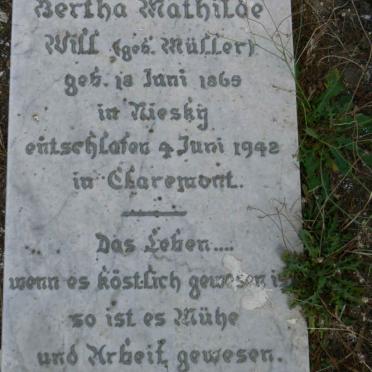 Bertha Mathilde
Will (geb. Müller)
geb. 18 Juni 1865
in Niesky
entschlafen 4 Juni 1942
in Claremont.
Das Leben....
wenn es köstlich gewesen ist
so ist es Mühe
und Arbeit gewesen.